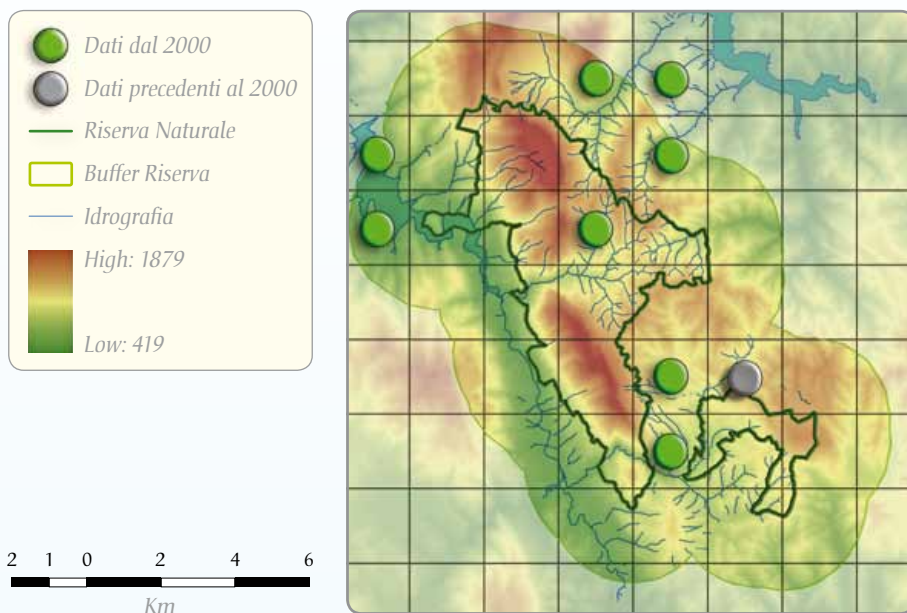 Dati dal 2000
Dati precedenti al 2000
Riserva Naturale
Buffer Riserva
Idrografia
High: 1879
Low: 419
2 1 0 2 4 6
Km